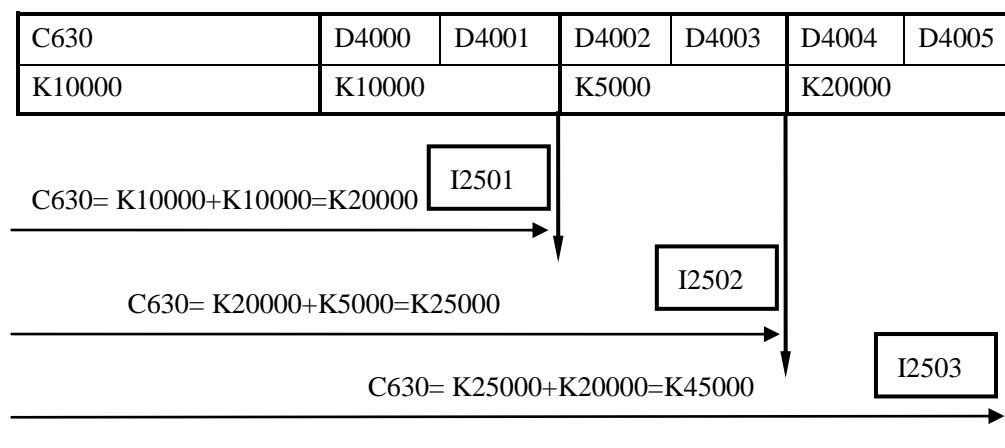 C630 D4000 D4001 D4002 D4003 D4004 D4005
K10000 K10000 K5000 K20000
I2501
C630= K10000+K10000=K20000
I2502
C630= K20000+K5000=K25000
I2503
C630= K25000+K20000=K45000